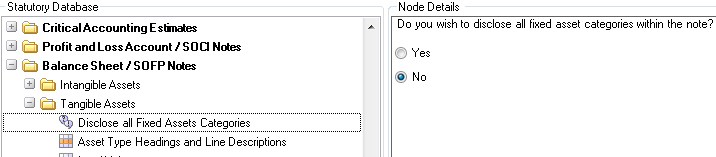 Statutory Database
Critical Accounting Estimates
Profit and Loss Account / SOCI Notes
Balance Sheet / SOFP Notes
Intangible Assets
Tangible Assets
Disclose all Fixed Assets Categories
Asset Type Headings and Line Descriptions
Node Details
Do you wish to disclose all fixed asset categories within the note?
Yes
No